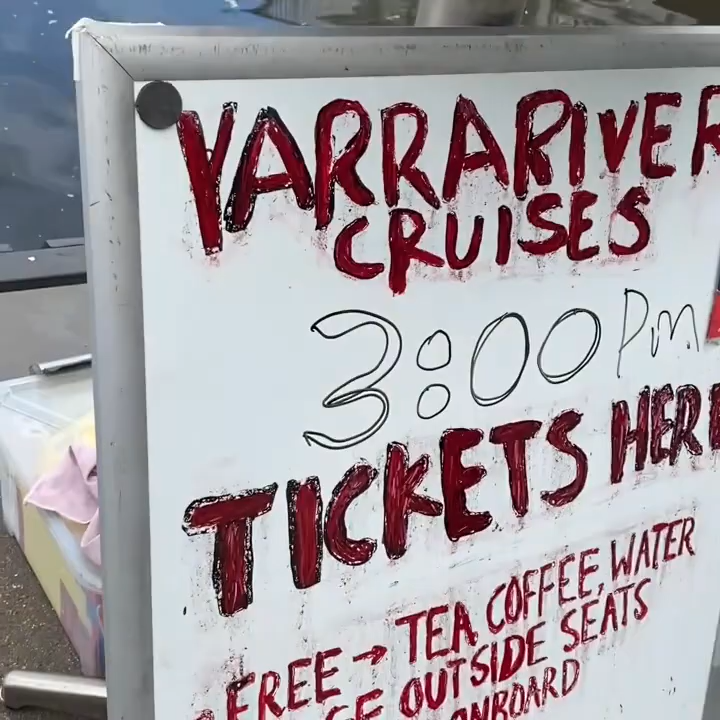 YARRA RIVER
CRUISES
3:00 Pm
TICKETS HERE
FREE → TEA, COFFEE, WATER
OUTSIDE SEATS
ONBOARD